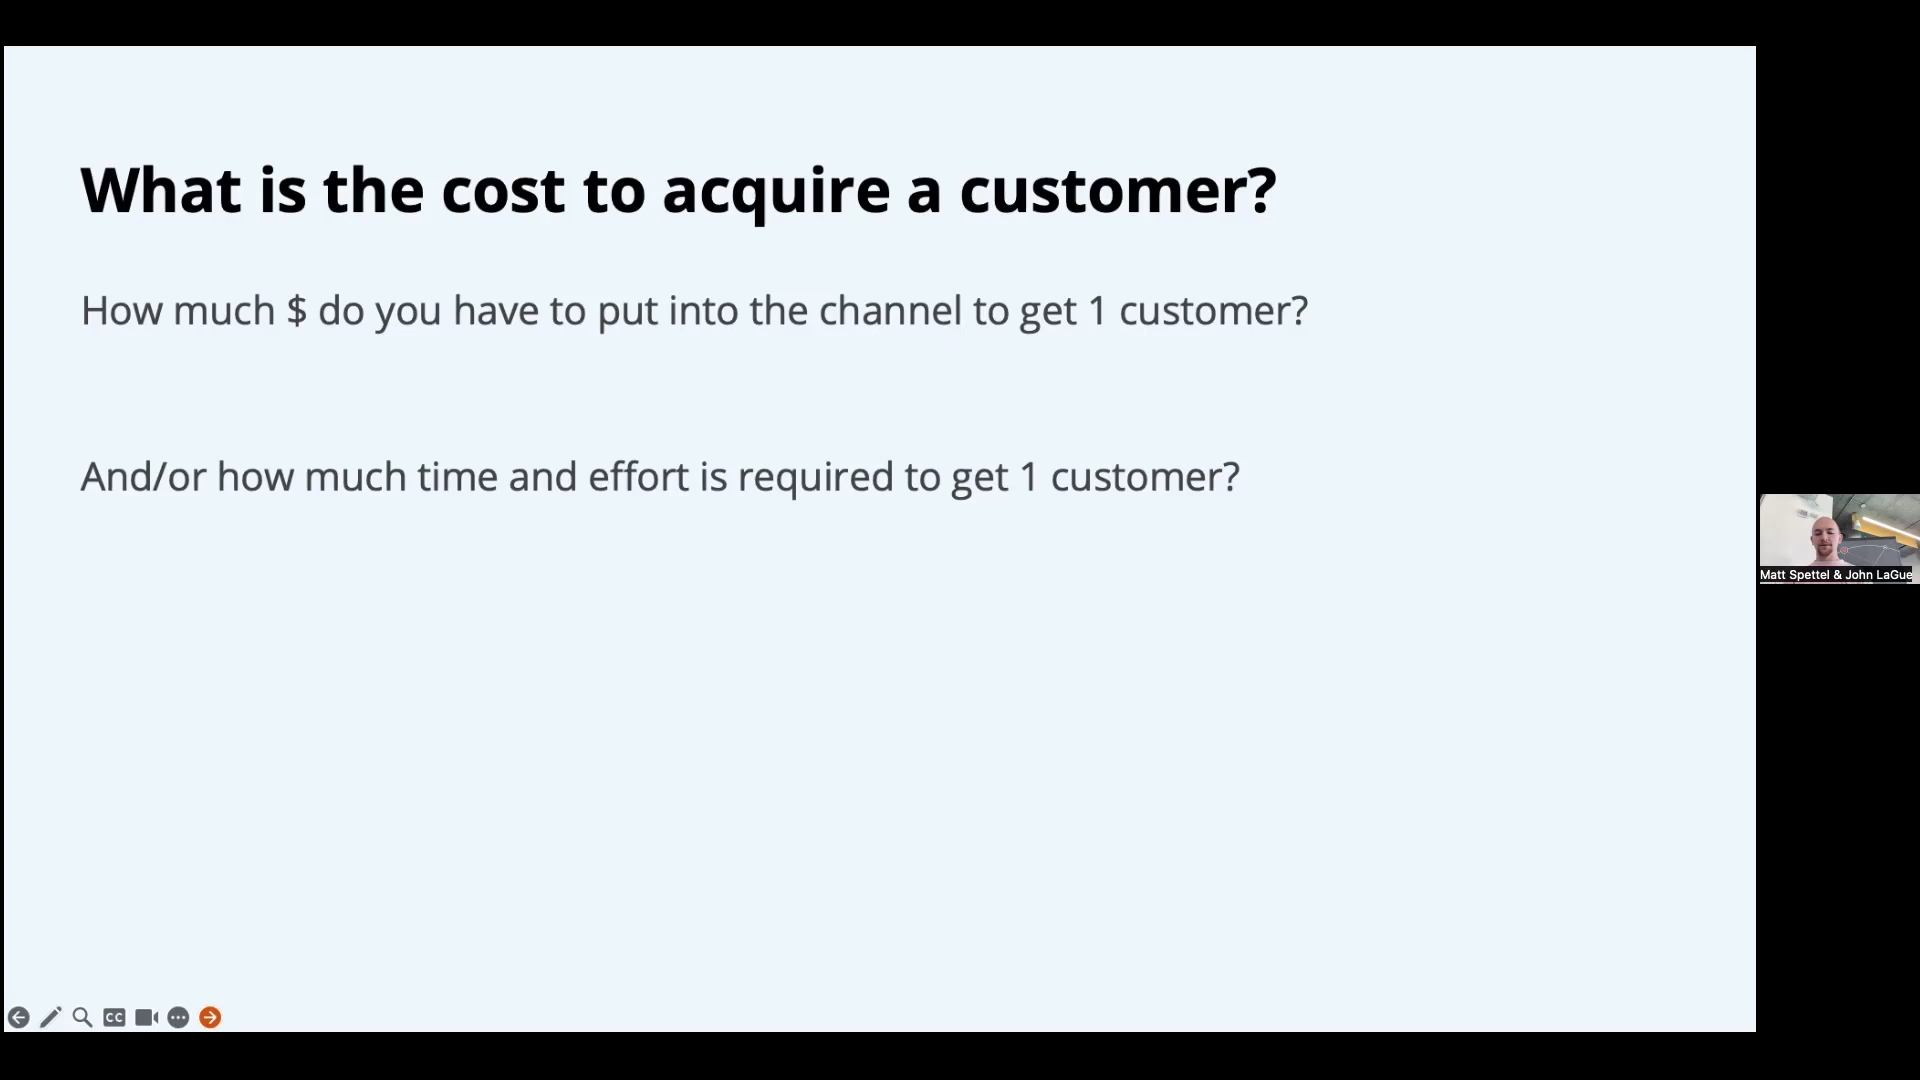 What is the cost to acquire a customer?
How much $ do you have to put into the channel to get 1 customer?
And/or how much time and effort is required to get 1 customer?
Matt Spettel & John LaGue
CC